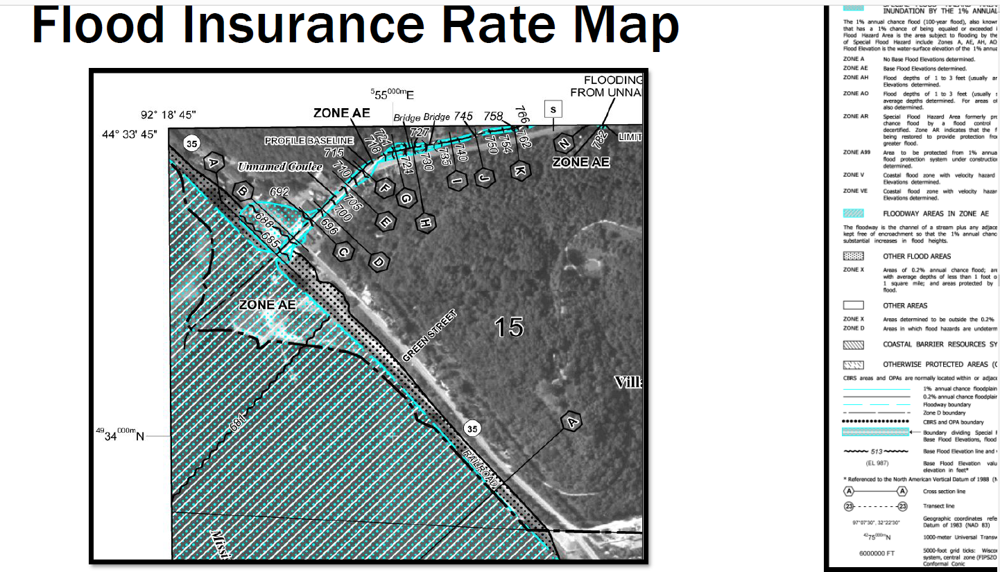 Flood Insurance Rate Map
FLOODING
FROM UNNA
555000mE
ZONE AE
Bridge Bridge 745 758 766
S
92° 18' 45"
44° 33' 45"
LIMIT
35
A
PROFILE BASELINE
715
721
718
727
724
730
735
740
750
754
762
N
782
ZONE AE
Unnamed Coulee
710
705
700
B
692
688
685
696
F
G
I
J
K
E
H
C
D
ZONE AE
15
GREEN STREET
Villa
681
4934000mN
35
A
RAILROAD
Missi
INUNDATION BY THE 1% ANNUAL
The 1% annual chance flood (100-year flood), also known
that has a 1% chance of being equaled or exceeded
Flood Hazard Area is the area subject to flooding by the
of Special Flood Hazard include Zones A, AE, AH, AO
Flood Elevation is the water-surface elevation of the 1% annua
ZONE A No Base Flood Elevations determined.
ZONE AE Base Flood Elevations determined.
ZONE AH Flood depths of 1 to 3 feet (usually ar
Elevations determined.
ZONE AO Flood depths of 1 to 3 feet (usually s
average depths determined. For areas of
also determined.
ZONE AR Special Flood Hazard Area formerly pro
chance flood by a flood control
decertified. Zone AR indicates that the f
being restored to provide protection fro
greater flood.
ZONE A99 Area to be protected from 1% annua
flood protection system under construction
determined.
ZONE V Coastal flood zone with velocity hazard
Elevations determined.
ZONE VE Coastal flood zone with velocity hazar
Elevations determined.
FLOODWAY AREAS IN ZONE AE
The floodway is the channel of a stream plus any adjace
kept free of encroachment so that the 1% annual chanc
substantial increases in flood heights.
OTHER FLOOD AREAS
ZONE X Areas of 0.2% annual chance flood; are
with average depths of less than 1 foot o
1 square mile; and areas protected by
flood.
OTHER AREAS
ZONE X Areas determined to be outside the 0.2%
ZONE D Areas in which flood hazards are undeterm
COASTAL BARRIER RESOURCES SY
OTHERWISE PROTECTED AREAS (O
CBRS areas and OPAs are normally located within or adjace
1% annual chance floodplain
0.2% annual chance floodplain
Floodway boundary
Zone D boundary
CBRS and OPA boundary
Boundary dividing Special F
Base Flood Elevations, flood
513 Base Flood Elevation line and
(EL 987) Base Flood Elevation valu
elevation in feet*
* Referenced to the North American Vertical Datum of 1988 (N
A A Cross section line
23 23 Transect line
97°07'30", 32°22'30" Geographic coordinates refe
Datum of 1983 (NAD 83)
4275000mN 1000-meter Universal Transv
6000000 FT 5000-foot grid ticks: Wiscon
system, central zone (FIPSZO
Conformal Conic